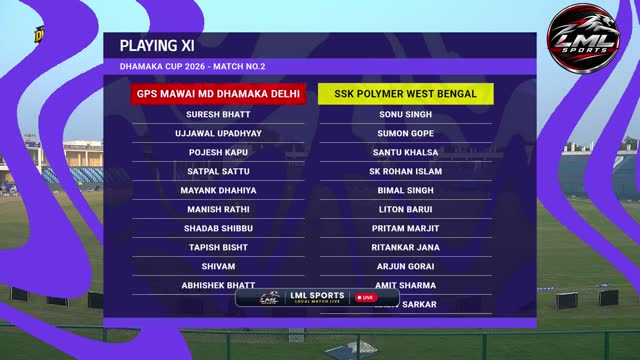 PLAYING XI
DHAMAKA CUP 2026 - MATCH NO.2
GPS MAWAI MD DHAMAKA DELHI
SURESH BHATT
UJJAWAL UPADHYAY
POJESH KAPU
SATPAL SATTU
MAYANK DHAHIYA
MANISH RATHI
SHADAB SHIBBU
TAPISH BISHT
SHIVAM
ABHISHEK BHATT
SSK POLYMER WEST BENGAL
SONU SINGH
SUMON GOPE
SANTU KHALSA
SK ROHAN ISLAM
BIMAL SINGH
LITON BARUI
PRITAM MARJIT
RITANKAR JANA
ARJUN GORAI
AMIT SHARMA
SARKAR
LML SPORTS
LOCAL MATCH LIVE
LIVE
LML
SPORTS
LML